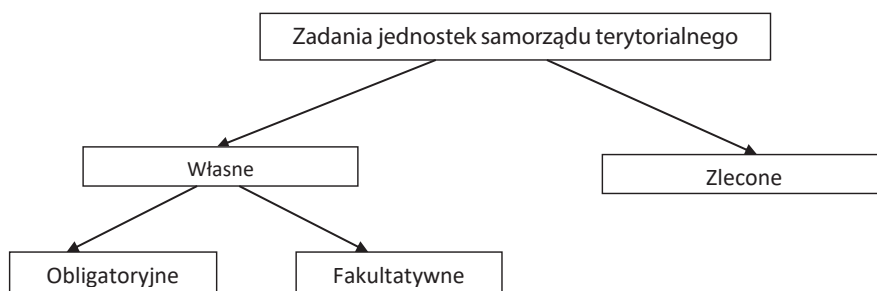 Zadania jednostek samorządu terytorialnego
Własne
Zlecone
Obligatoryjne
Fakultatywne